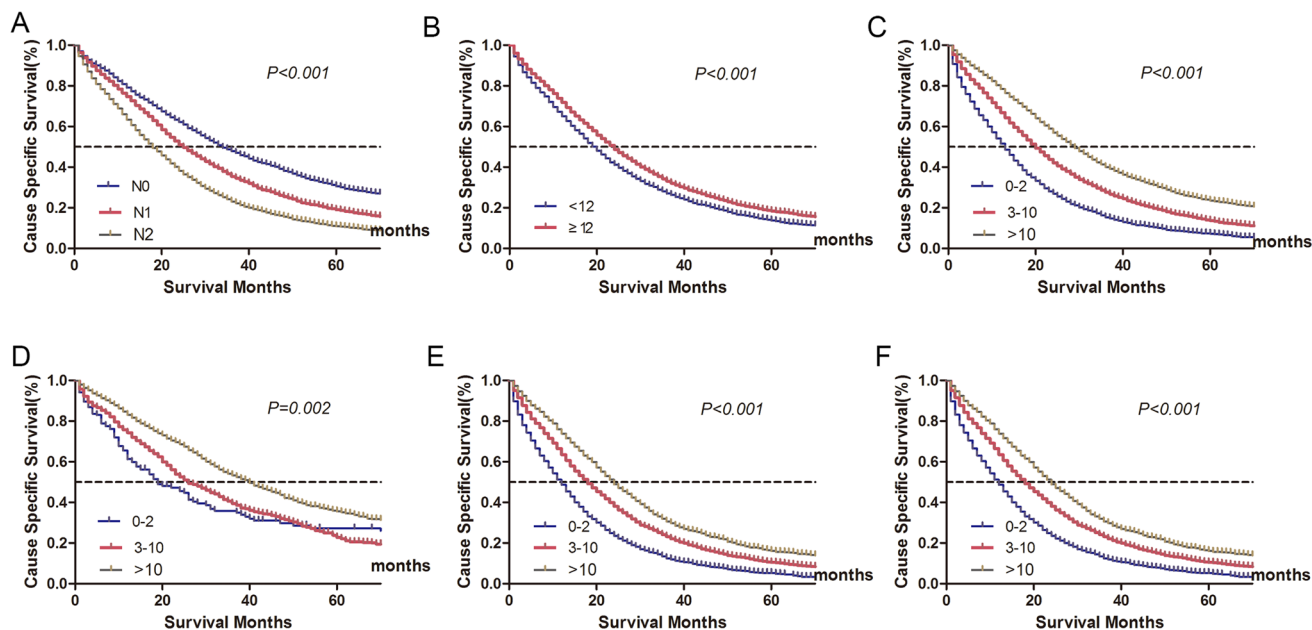 A
Cause Specific Survival(%)
1.0
0.8
0.6
0.4
0.2
0.0
P<0.001
N0
N1
N2
months
0
20
40
60
Survival Months
B
Cause Specific Survival(%)
1.0
0.8
0.6
0.4
0.2
0.0
P<0.001
<12
≥12
months
0
20
40
60
Survival Months
C
Cause Specific Survival(%)
1.0
0.8
0.6
0.4
0.2
0.0
P<0.001
0-2
3-10
>10
months
0
20
40
60
Survival Months
D
Cause Specific Survival(%)
1.0
0.8
0.6
0.4
0.2
0.0
P=0.002
0-2
3-10
>10
months
0
20
40
60
Survival Months
E
Cause Specific Survival(%)
1.0
0.8
0.6
0.4
0.2
0.0
P<0.001
0-2
3-10
>10
months
0
20
40
60
Survival Months
F
Cause Specific Survival(%)
1.0
0.8
0.6
0.4
0.2
0.0
P<0.001
0-2
3-10
>10
months
0
20
40
60
Survival Months